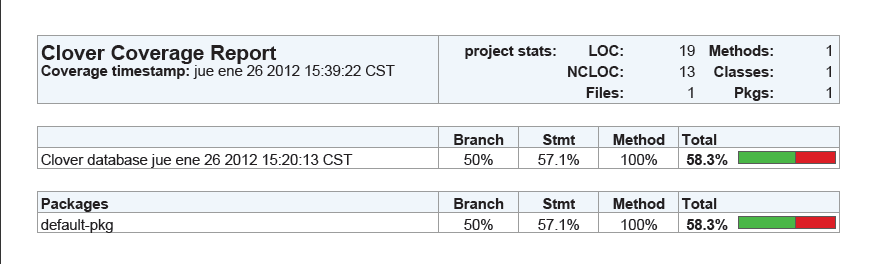 Clover Coverage Report
Coverage timestamp: jue ene 26 2012 15:39:22 CST
project stats: LOC: 19 Methods: 1
NCLOC: 13 Classes: 1
Files: 1 Pkgs: 1
Branch Stmt Method Total
Clover database jue ene 26 2012 15:20:13 CST 50% 57.1% 100% 58.3%
Packages Branch Stmt Method Total
default-pkg 50% 57.1% 100% 58.3%